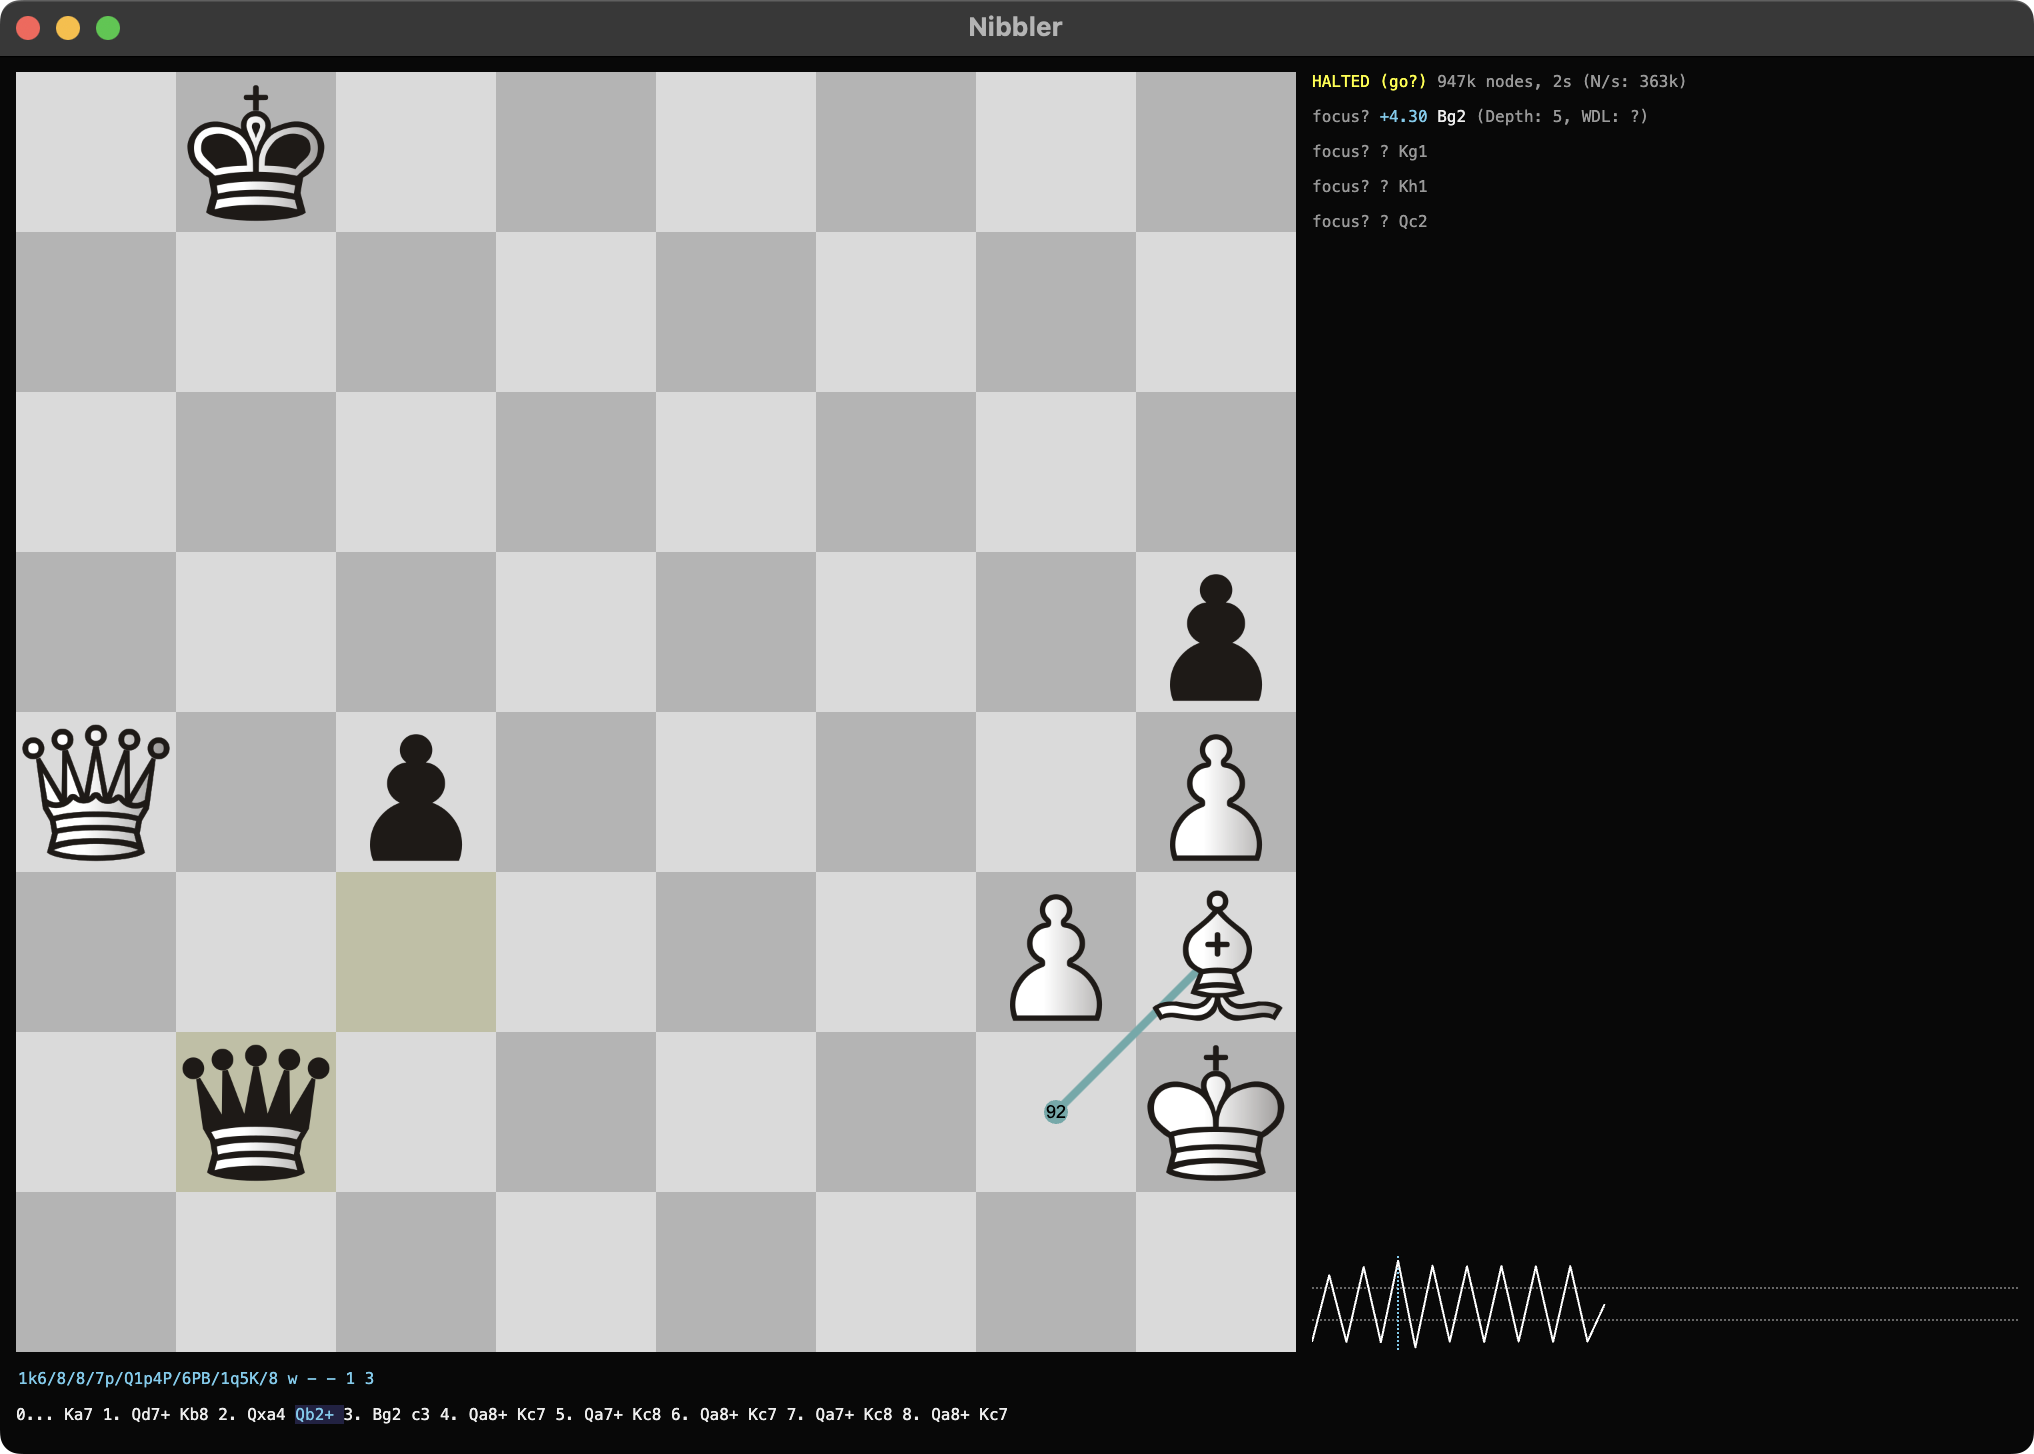 Nibbler
HALTED (go?) 947k nodes, 2s (N/s: 363k)
focus? +4.30 Bg2 (Depth: 5, WDL: ?)
focus? ? Kg1
focus? ? Kh1
focus? ? Qc2
92
1k6/8/8/7p/Q1p4P/6PB/1q5K/8 w - - 1 3
0... Ka7 1. Qd7+ Kb8 2. Qxa4 Qb2+ 3. Bg2 c3 4. Qa8+ Kc7 5. Qa7+ Kc8 6. Qa8+ Kc7 7. Qa7+ Kc8 8. Qa8+ Kc7